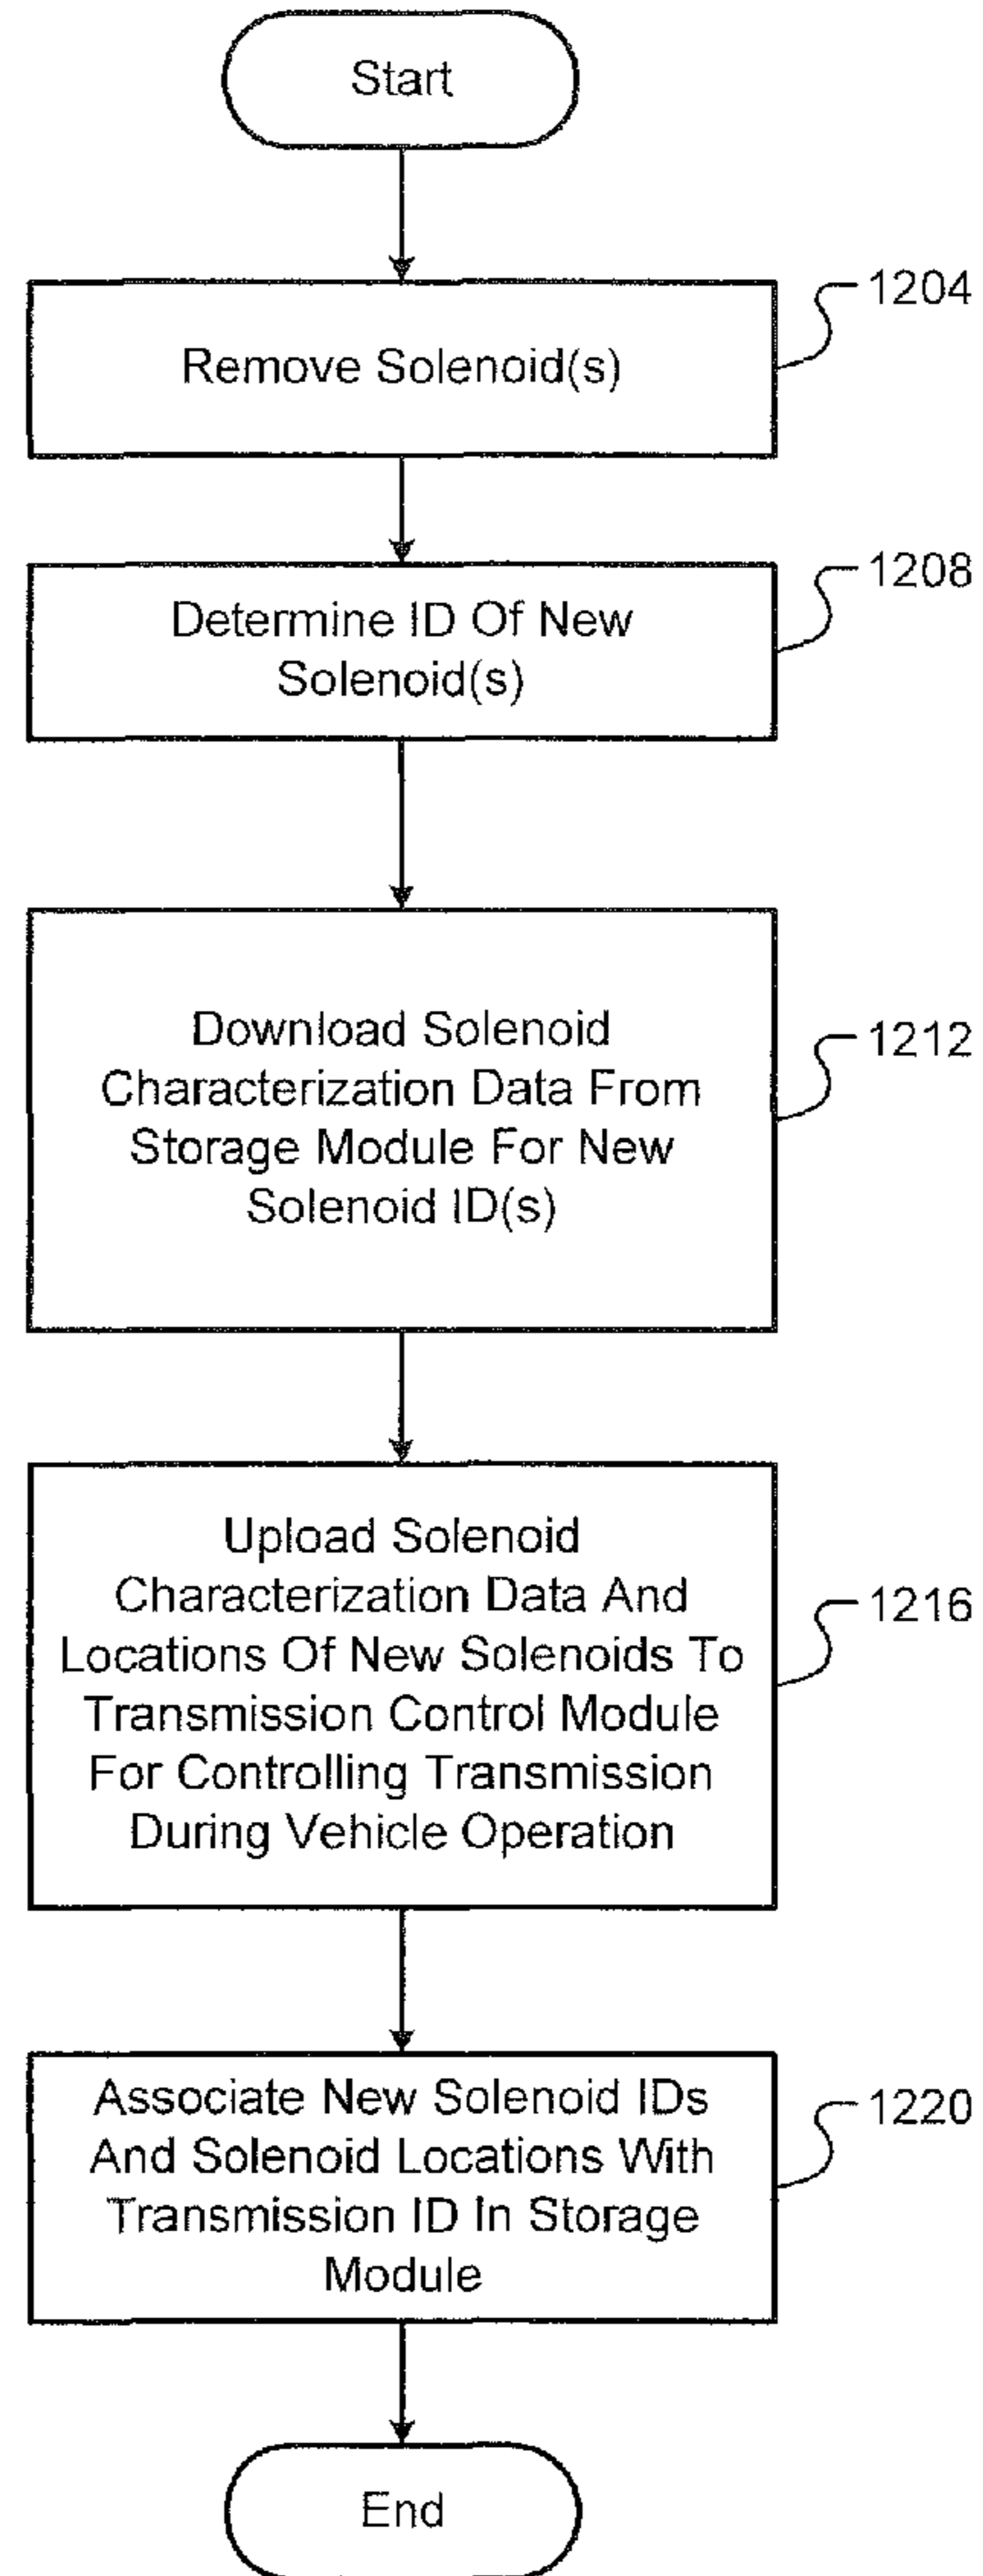 Start
Remove Solenoid(s)
1204
Determine ID Of New
Solenoid(s)
1208
Download Solenoid
Characterization Data From
Storage Module For New
Solenoid ID(s)
1212
Upload Solenoid
Characterization Data And
Locations Of New Solenoids To
Transmission Control Module
For Controlling Transmission
During Vehicle Operation
1216
Associate New Solenoid IDs
And Solenoid Locations With
Transmission ID In Storage
Module
1220
End